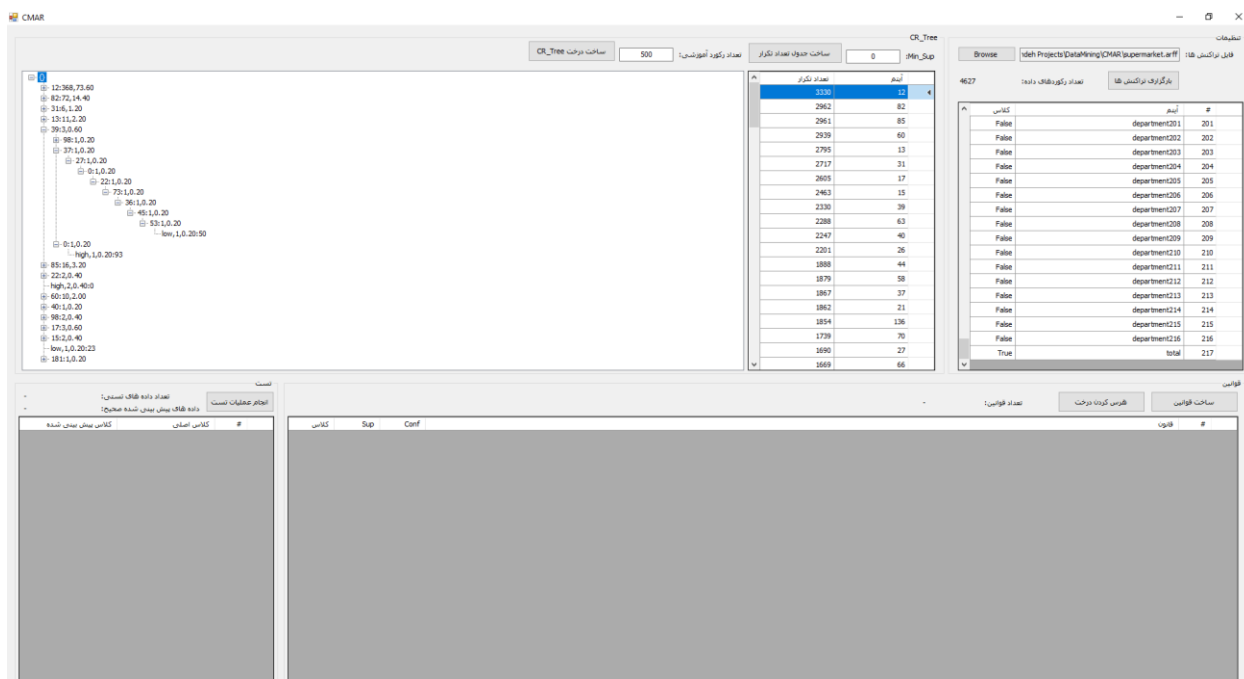 CMAR
تنظیمات
فایل تراکنش ها:
ideh Projects\DataMining\CMAR\supermarket.arff
Browse
بارگزاری تراکنش ها
تعداد رکوردهای داده:
4627
# آیتم کلاس
201 department201 False
202 department202 False
203 department203 False
204 department204 False
205 department205 False
206 department206 False
207 department207 False
208 department208 False
209 department209 False
210 department210 False
211 department211 False
212 department212 False
213 department213 False
214 department214 False
215 department215 False
216 department216 False
217 total True
CR_Tree
Min_Sup:
0
ساخت جدول تعداد تکرار
تعداد رکورد آموزشی:
500
ساخت درخت CR_Tree
آیتم تعداد تکرار
12 3330
82 2962
85 2961
60 2939
13 2795
31 2717
17 2605
15 2463
39 2330
63 2288
40 2247
26 2201
44 1888
58 1879
37 1867
21 1862
136 1854
70 1739
27 1690
66 1669
{}
12:368,73.60
82:72,14.40
31:6,1.20
13:11,2.20
39:3,0.60
98:1,0.20
37:1,0.20
27:1,0.20
0:1,0.20
22:1,0.20
73:1,0.20
36:1,0.20
45:1,0.20
53:1,0.20
low,1,0.20:50
0:1,0.20
high,1,0.20:93
85:16,3.20
22:2,0.40
high,2,0.40:0
60:10,2.00
40:1,0.20
98:2,0.40
17:3,0.60
15:2,0.40
low,1,0.20:23
181:1,0.20
قوانین
ساخت قوانین
هرس کردن درخت
تعداد قوانین:
-
# قانون Conf Sup کلاس
تست
انجام عملیات تست
تعداد داده های تستی:
-
داده های پیش بینی شده صحیح:
-
# کلاس اصلی کلاس پیش بینی شده